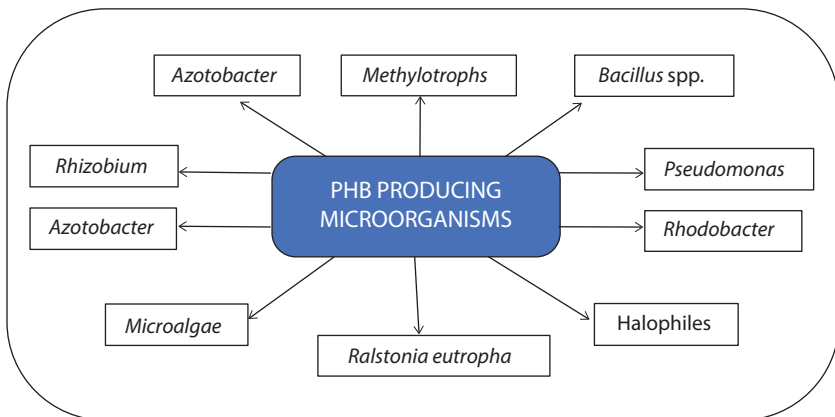 Azotobacter
Methylotrophs
Bacillus spp.
Rhizobium
PHB PRODUCING
MICROORGANISMS
Pseudomonas
Azotobacter
Rhodobacter
Microalgae
Ralstonia eutropha
Halophiles